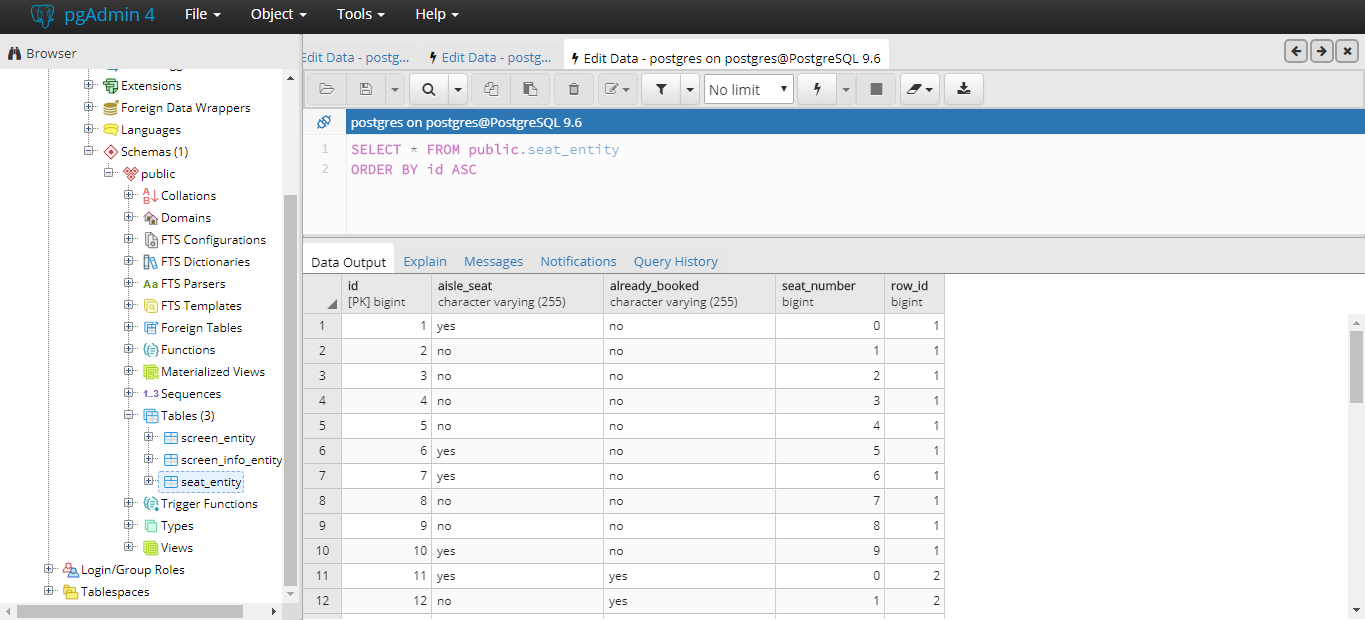 pgAdmin 4 File Object Tools Help
Browser
Extensions
Foreign Data Wrappers
Languages
Schemas (1)
public
Collations
Domains
FTS Configurations
FTS Dictionaries
FTS Parsers
FTS Templates
Foreign Tables
Functions
Materialized Views
1..3 Sequences
Tables (3)
screen_entity
screen_info_entity
seat_entity
Trigger Functions
Types
Views
Login/Group Roles
Tablespaces
Edit Data - postg... Edit Data - postg... Edit Data - postgres on postgres@PostgreSQL 9.6
No limit
postgres on postgres@PostgreSQL 9.6
1 SELECT * FROM public.seat_entity
2 ORDER BY id ASC
Data Output Explain Messages Notifications Query History
id aisle_seat already_booked seat_number row_id
[PK] bigint character varying (255) character varying (255) bigint bigint
1 1 yes no 0 1
2 2 no no 1 1
3 3 no no 2 1
4 4 no no 3 1
5 5 no no 4 1
6 6 yes no 5 1
7 7 yes no 6 1
8 8 no no 7 1
9 9 no no 8 1
10 10 yes no 9 1
11 11 yes yes 0 2
12 12 no yes 1 2